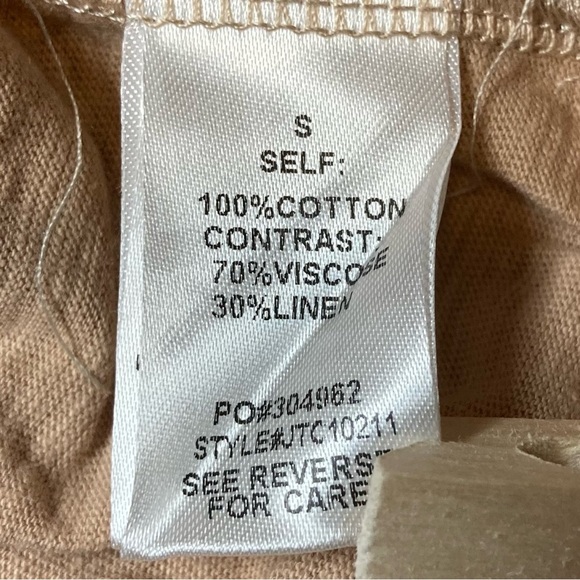 S
SELF:
100%COTTON
CONTRAST:
70%VISCOSE
30%LINEN
PO#304962
STYLE#JTC10211
SEE REVERSE
FOR CARE